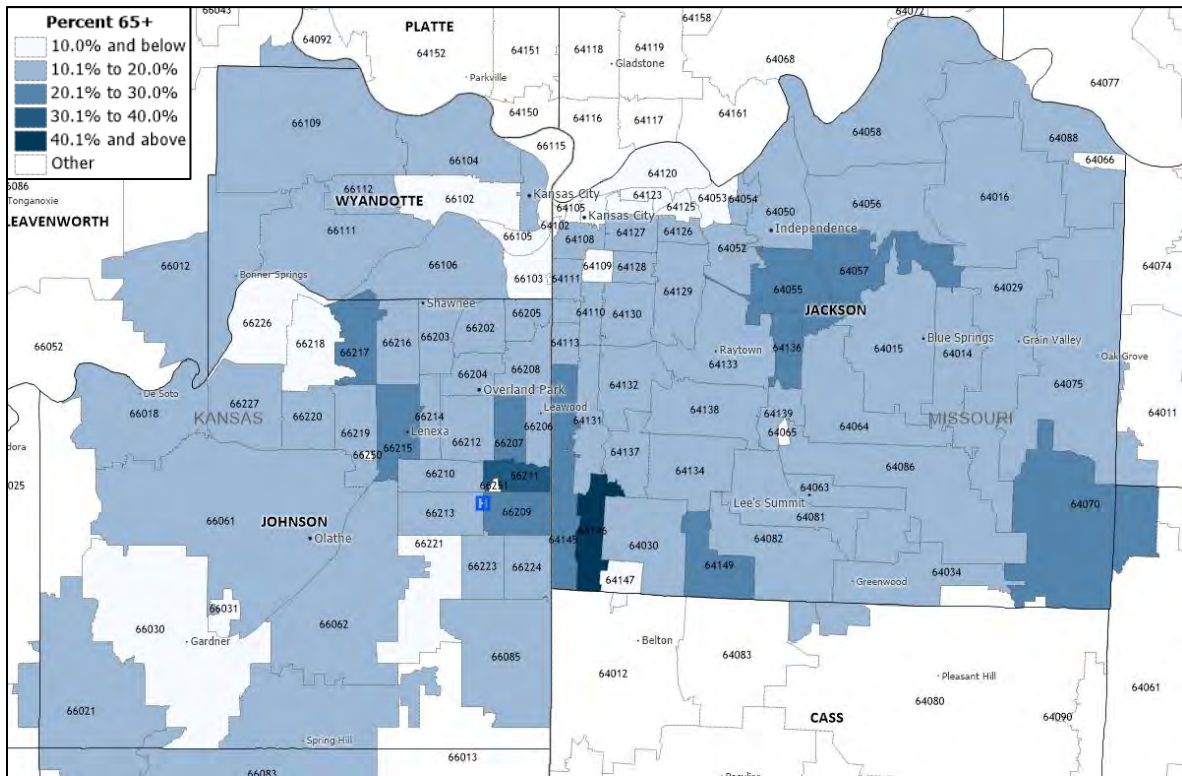 Percent 65+
10.0% and below
10.1% to 20.0%
20.1% to 30.0%
30.1% to 40.0%
40.1% and above
Other
66043
64092
PLATTE
64152
64151
64118
64119
64158
64072
64068
Parkville
Gladstone
64077
64150
64116
64117
64161
66109
66115
64058
64088
66104
64120
64066
6086
Tonganoxie
66112
66102
Kansas City
64123
64053
64054
64016
WYANDOTTE
64105
64125
64050
64056
LEAVENWORTH
64102
Kansas City
66111
66105
64108
64127
64126
Independence
64052
66012
66106
64109
64128
64057
64074
Bonner Springs
66103
64111
64055
64029
64129
Shawnee
66205
64110
64130
JACKSON
66226
66202
66203
66052
66218
66217
66216
64113
64136
64015
Blue Springs
Grain Valley
Raytown
64014
Oak Grove
64133
66204
66208
De Soto
Overland Park
64132
64075
66018
66227
KANSAS
66220
66214
Leawood
64138
64139
MISSOURI
64011
66219
Lenexa
66212
66207
66206
64131
64065
64064
dora
66215
66250
64137
66210
66211
64134
64086
025
66251
64063
Lee's Summit
64070
H
66061
JOHNSON
66213
66209
64081
Olathe
64145
64030
64082
66221
66223
66224
64149
64034
64147
Greenwood
66031
66030
66062
Gardner
Belton
66085
64083
64012
Pleasant Hill
64080
64061
66021
CASS
64090
Spring Hill
66013
66083